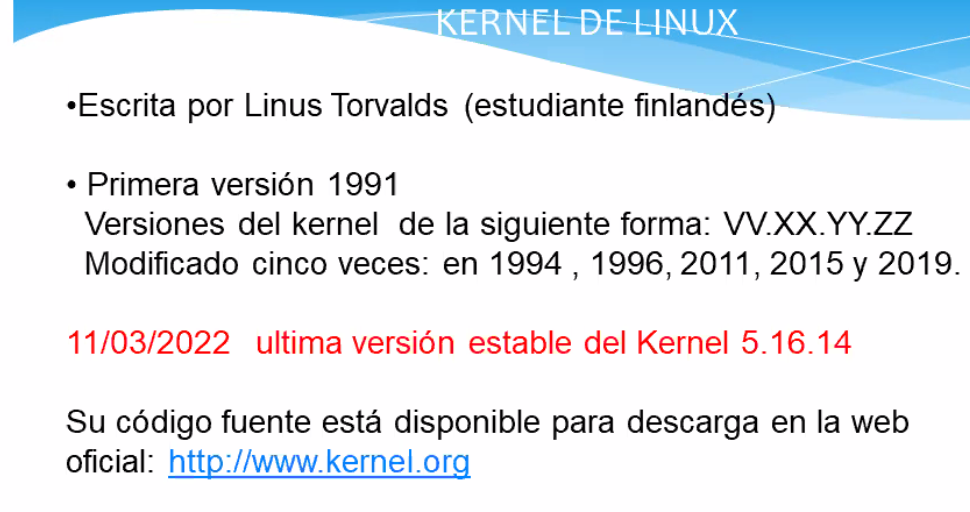 KERNEL DE LINUX
•Escrita por Linus Torvalds (estudiante finlandés)
• Primera versión 1991
Versiones del kernel de la siguiente forma: VV.XX.YY.ZZ
Modificado cinco veces: en 1994 , 1996, 2011, 2015 y 2019.
11/03/2022 ultima versión estable del Kernel 5.16.14
Su código fuente está disponible para descarga en la web
oficial: http://www.kernel.org